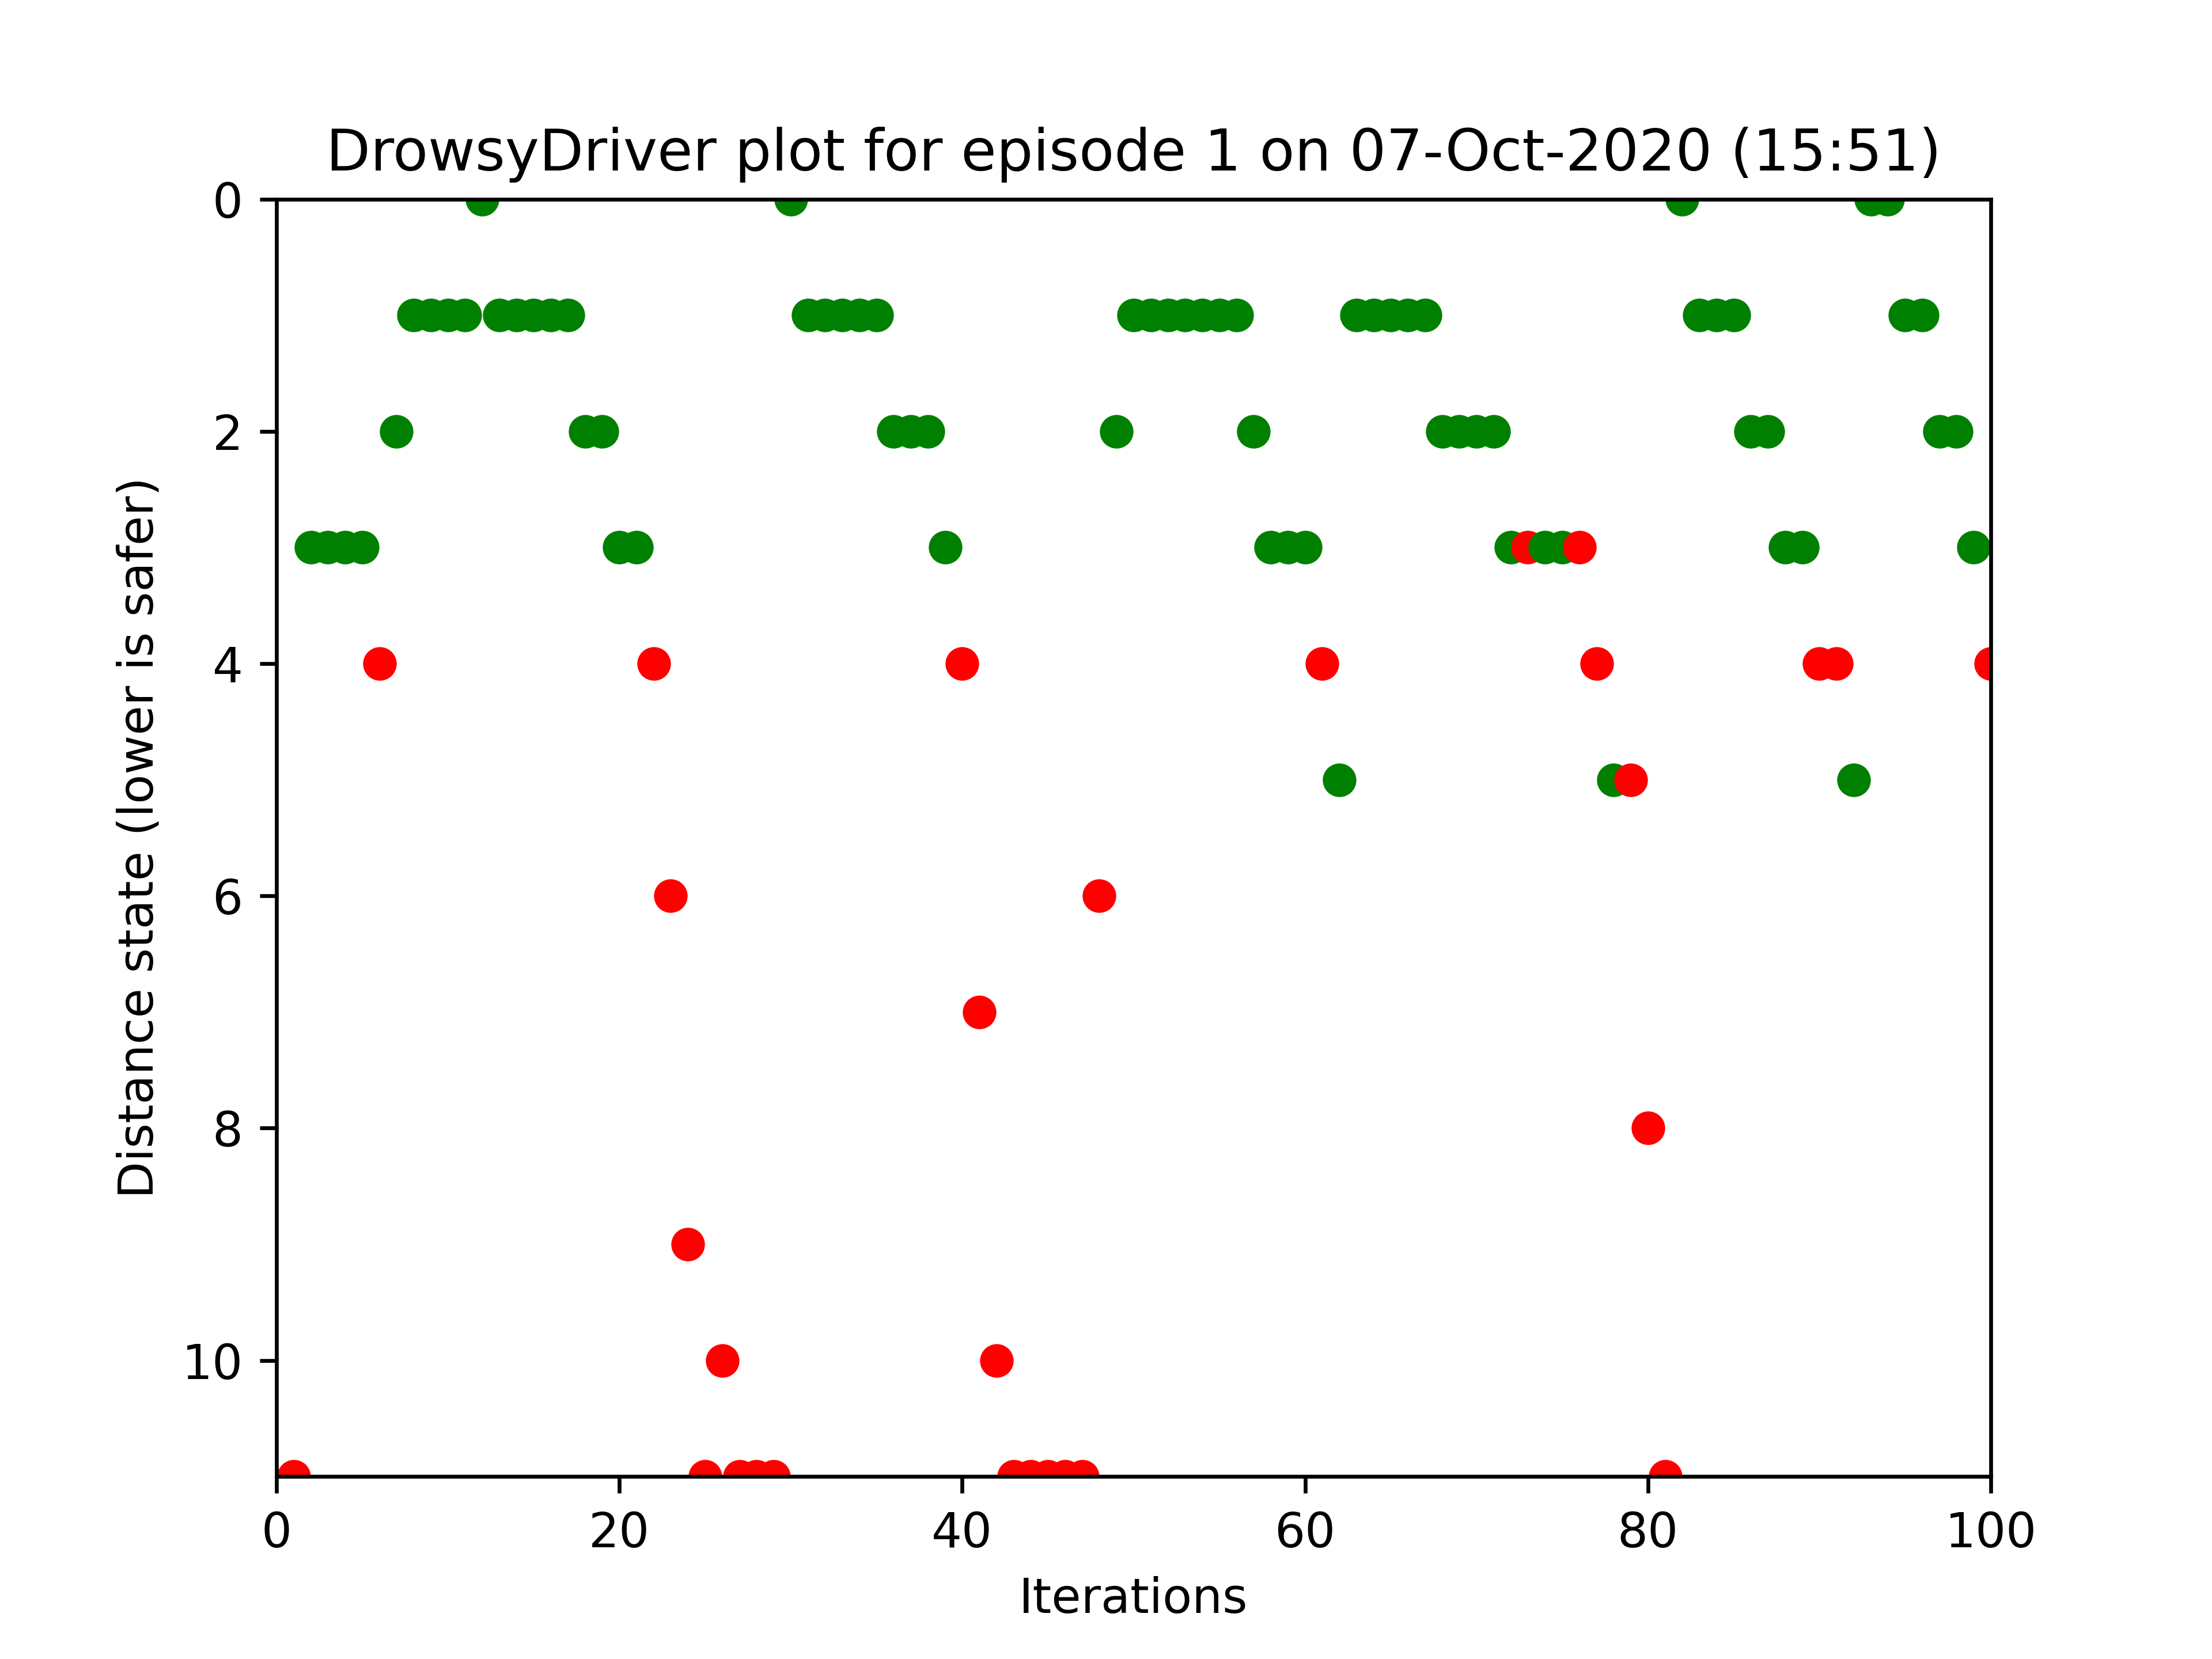 DrowsyDriver plot for episode 1 on 07-Oct-2020 (15:51)
0
2
4
6
8
10
Distance state (lower is safer)
0 20 40 60 80 100
Iterations